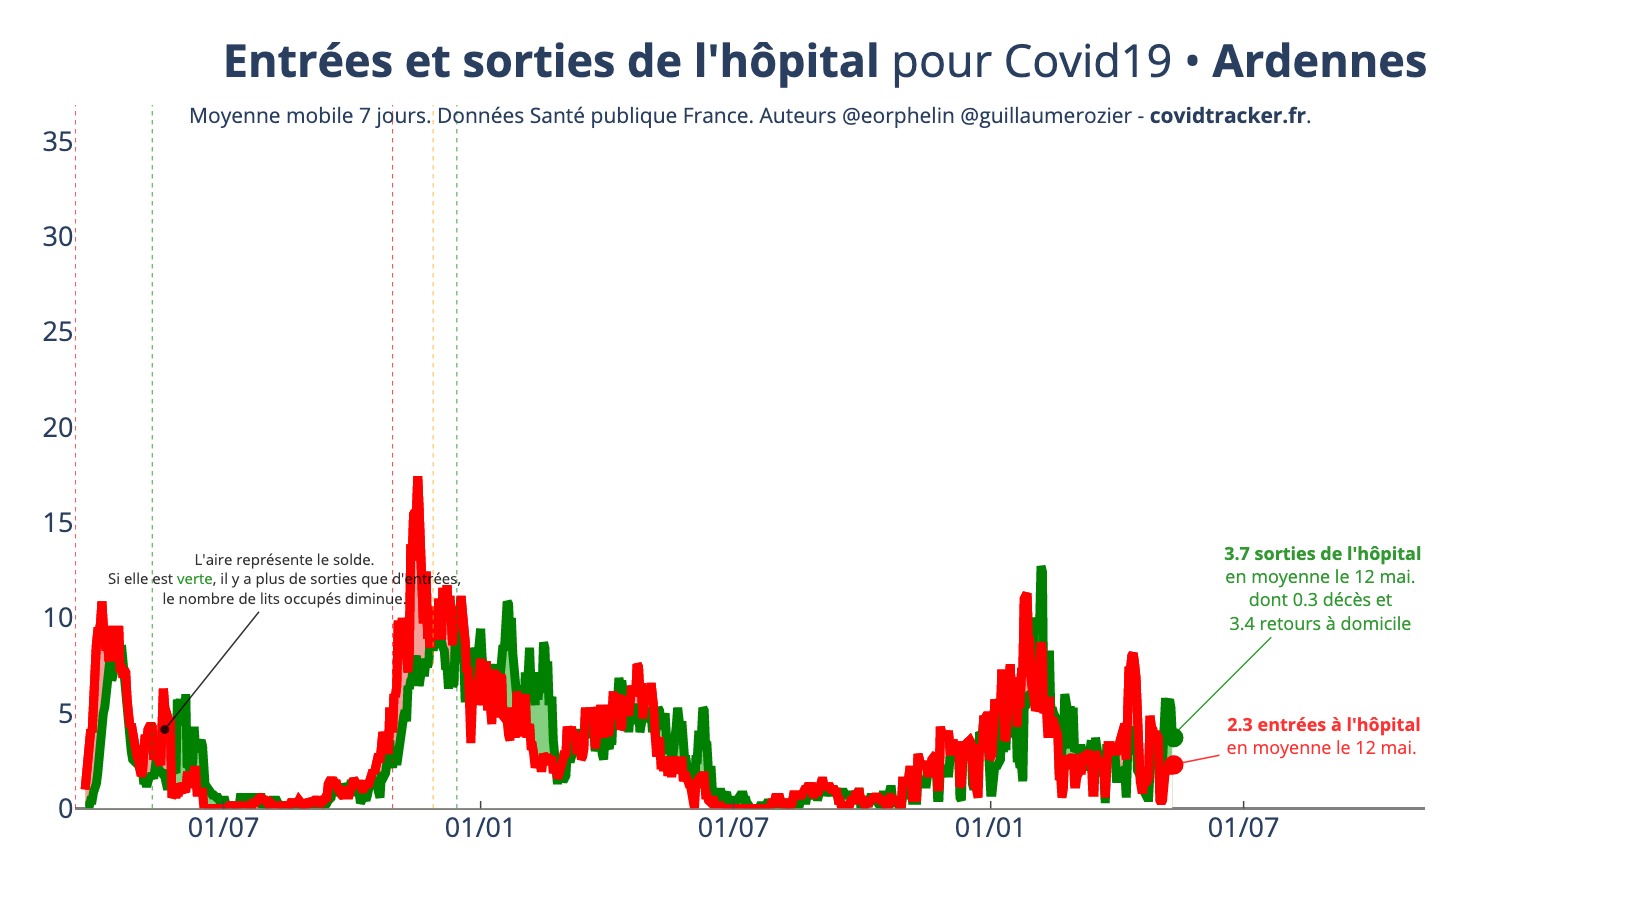 Entrées et sorties de l'hôpital pour Covid19 • Ardennes
Moyenne mobile 7 jours. Données Santé publique France. Auteurs @eorphelin @guillaumerozier - covidtracker.fr.
35
30
25
20
15
10
5
0
L'aire représente le solde.
Si elle est verte, il y a plus de sorties que d'entrées,
le nombre de lits occupés diminue.
3.7 sorties de l'hôpital
en moyenne le 12 mai.
dont 0.3 décès et
3.4 retours à domicile
2.3 entrées à l'hôpital
en moyenne le 12 mai.
01/07
01/01
01/07
01/01
01/07